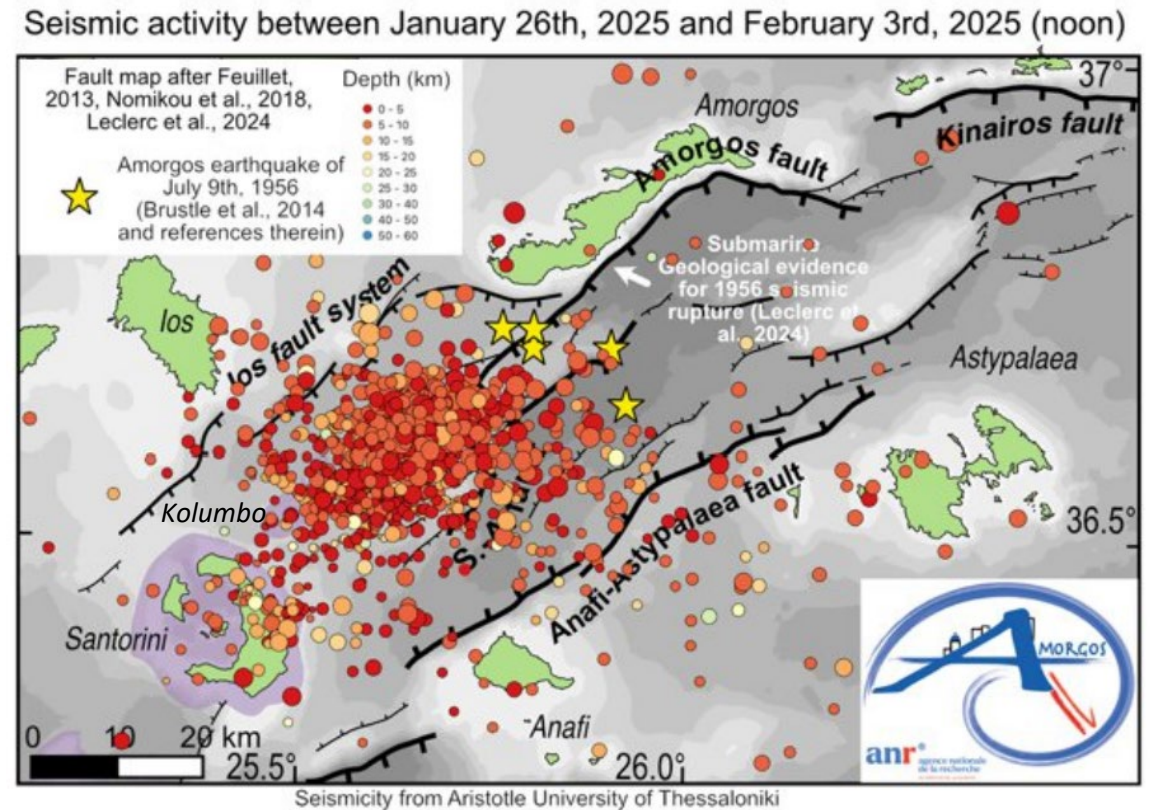 Seismic activity between January 26th, 2025 and February 3rd, 2025 (noon)
Fault map after Feuillet,
2013, Nomikou et al., 2018,
Leclerc et al., 2024
Amorgos earthquake of
July 9th, 1956
(Brustle et al., 2014
and references therein)
Depth (km)
0 - 5
5 - 10
10 - 15
15 - 20
20 - 25
25 - 30
30 - 40
40 - 50
50 - 60
37°
Amorgos
Kinairos fault
Amorgos fault
Submarine
Geological evidence
for 1956 seismic
rupture (Leclerc et
al., 2024)
Ios
Ios fault system
Astypalaea
Kolumbo
36.5°
S.
Anafi-Astypalaea fault
Santorini
Anafi
0 10 20 km
25.5°
26.0°
AMORGOS
anr
agence nationale
de la recherche
Seismicity from Aristotle University of Thessaloniki